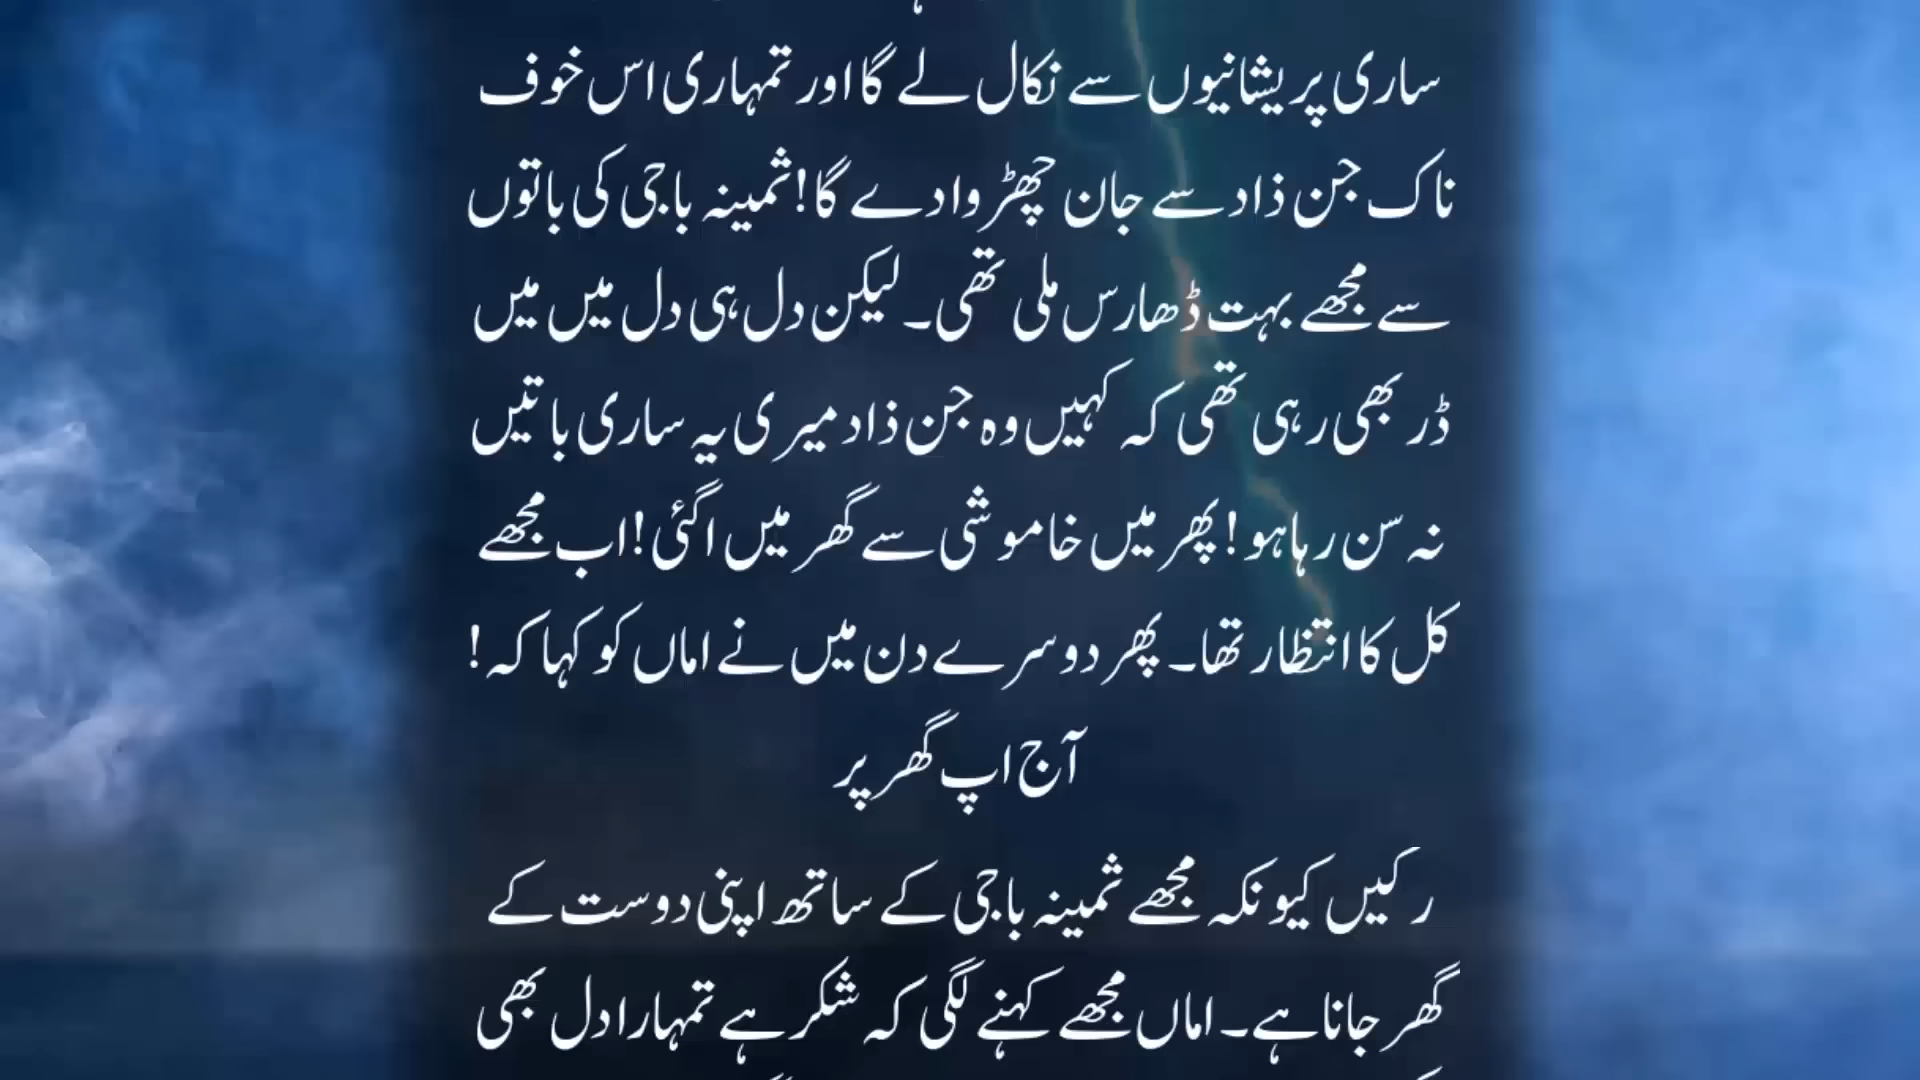 ساری پریشانیوں سے نکال لے گا اور تمہاری اس خوف
ناک جن ذاد سے جان چھڑوا دے گا! ثمینہ باجی کی باتوں
سے مجھے بہت ڈھارس ملی تھی۔ لیکن دل ہی دل میں میں
ڈر بھی رہی تھی کہ کہیں وہ جن ذاد میری یہ ساری باتیں
نہ سن رہا ہو! پھر میں خاموشی سے گھر میں اگئی! اب مجھے
کل کا انتظار تھا۔ پھر دوسرے دن میں نے اماں کو کہا کہ!
آج اپ گھر پر
رکیں کیونکہ مجھے ثمینہ باجی کے ساتھ اپنی دوست کے
گھر جانا ہے۔ اماں مجھے کہنے لگی کہ شکر ہے تمہارا دل بھی